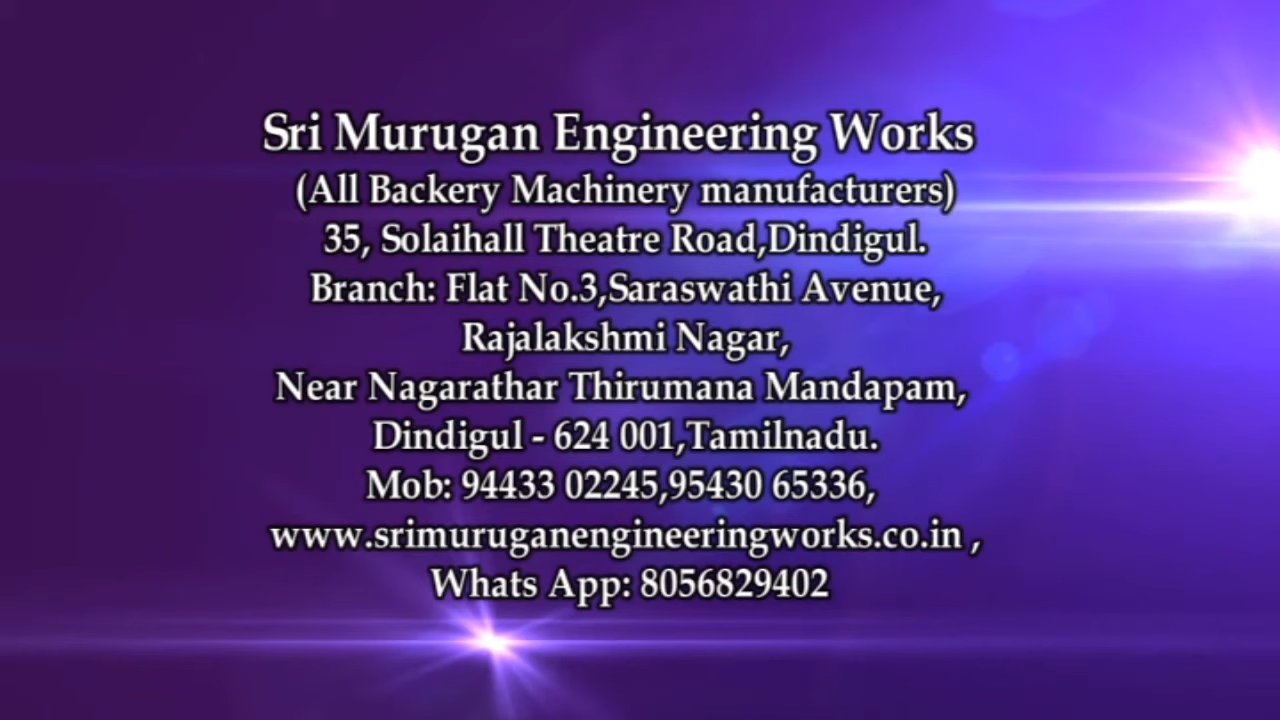 Sri Murugan Engineering Works
(All Backery Machinery manufacturers)
35, Solaihall Theatre Road,Dindigul.
Branch: Flat No.3,Saraswathi Avenue,
Rajalakshmi Nagar,
Near Nagarathar Thirumana Mandapam,
Dindigul - 624 001,Tamilnadu.
Mob: 94433 02245,95430 65336,
www.srimuruganengineeringworks.co.in ,
Whats App: 8056829402